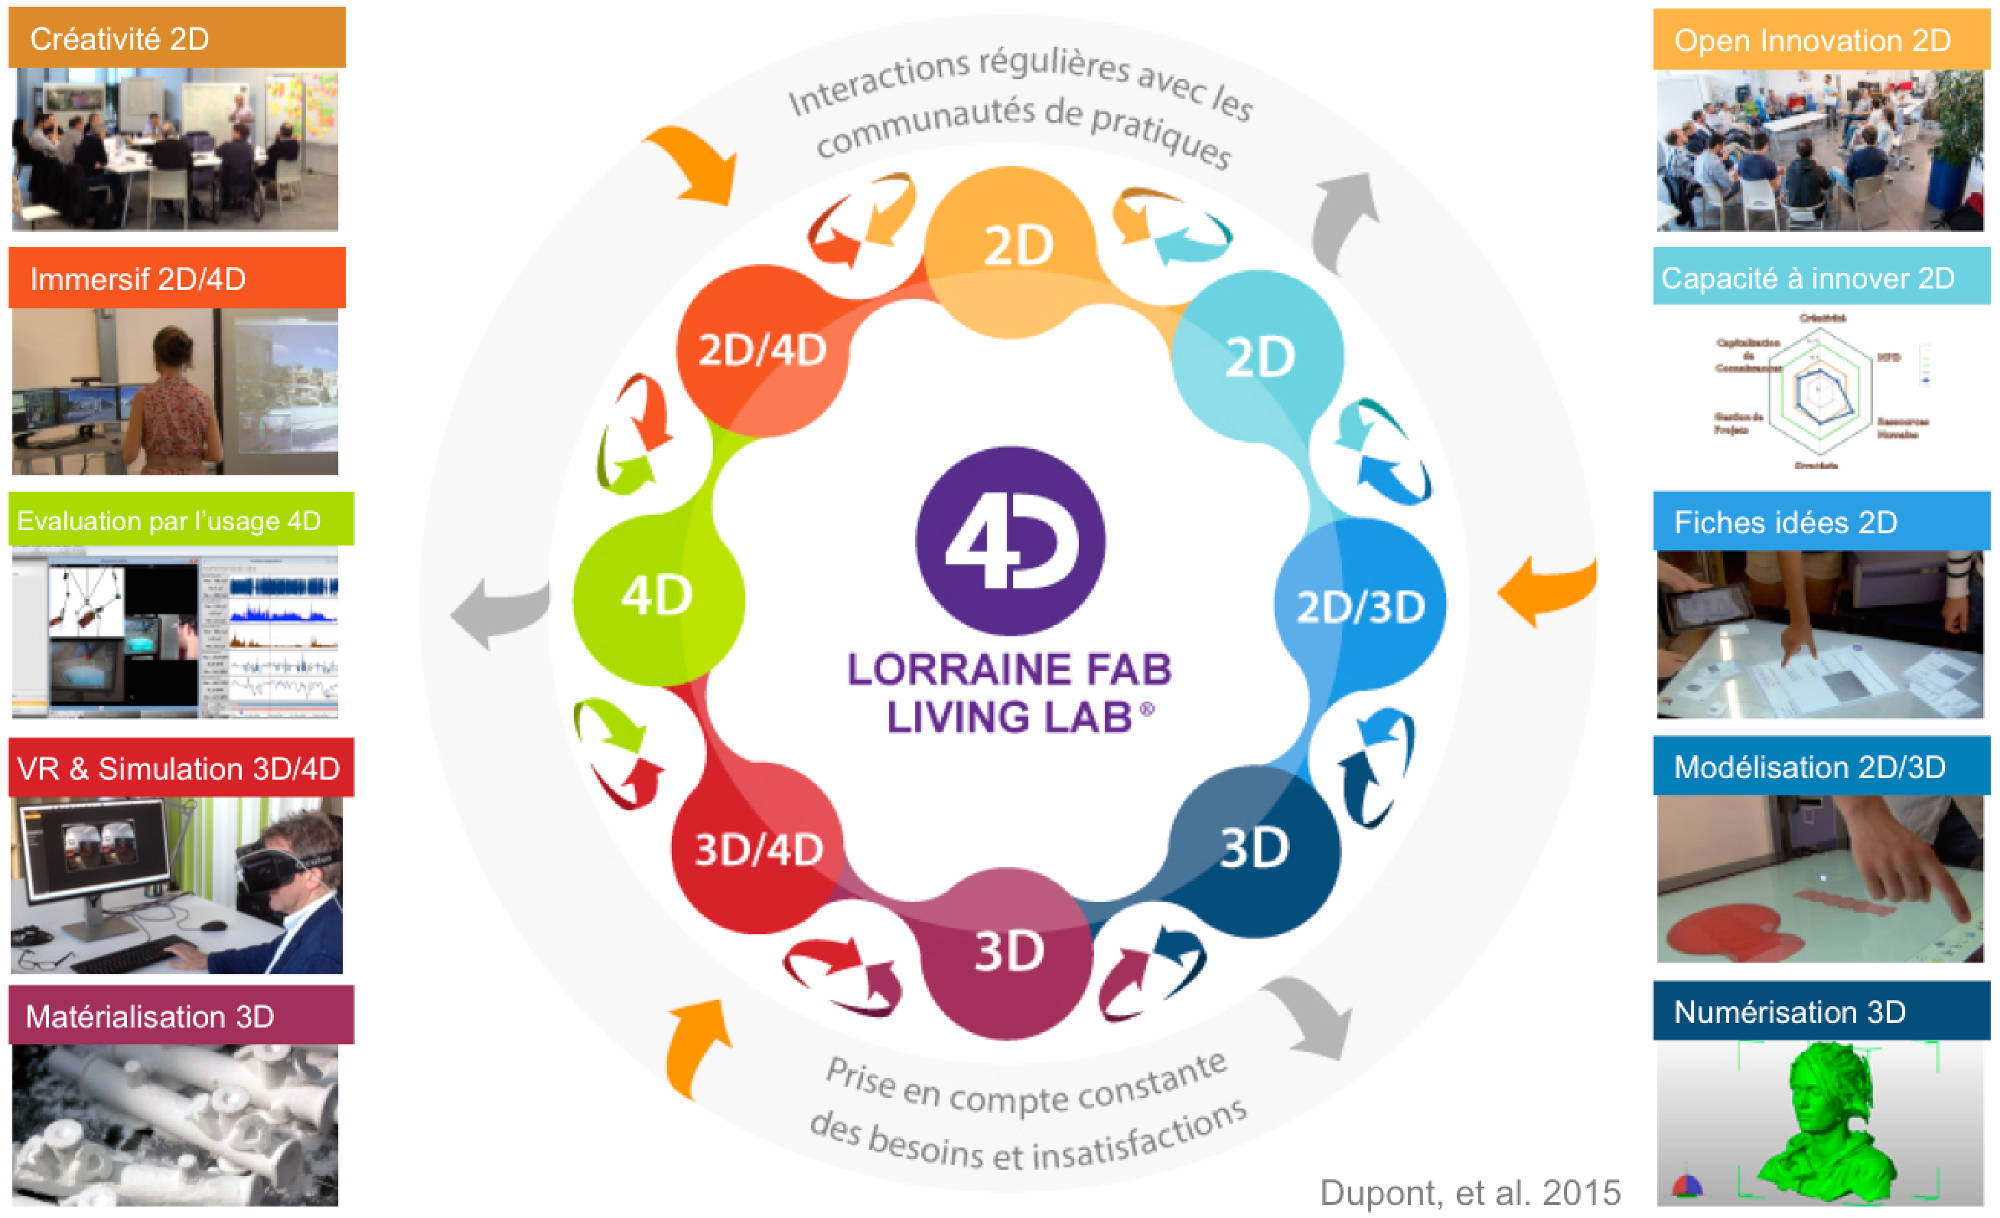 Créativité 2D
Immersif 2D/4D
Evaluation par l'usage 4D
VR & Simulation 3D/4D
Matérialisation 3D
Interactions régulières avec les
communautés de pratiques
2D
2D
2D/3D
3D
3D
3D/4D
4D
2D/4D
4D
LORRAINE FAB
LIVING LAB®
Prise en compte constante
des besoins et insatisfactions
Open Innovation 2D
Capacité à innover 2D
Créativité
Capitalisation
de
Connaissances
Gestion de
Projets
Ressources
Humaine
Fiches idées 2D
Modélisation 2D/3D
Numérisation 3D
Dupont, et al. 2015